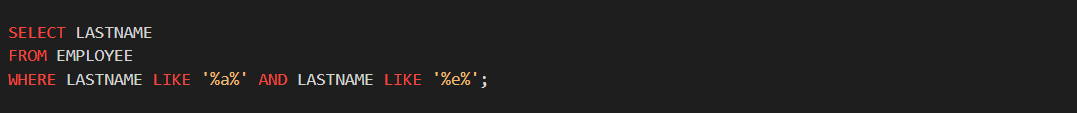 SELECT LASTNAME
FROM EMPLOYEE
WHERE LASTNAME LIKE '%a%' AND LASTNAME LIKE '%e%';